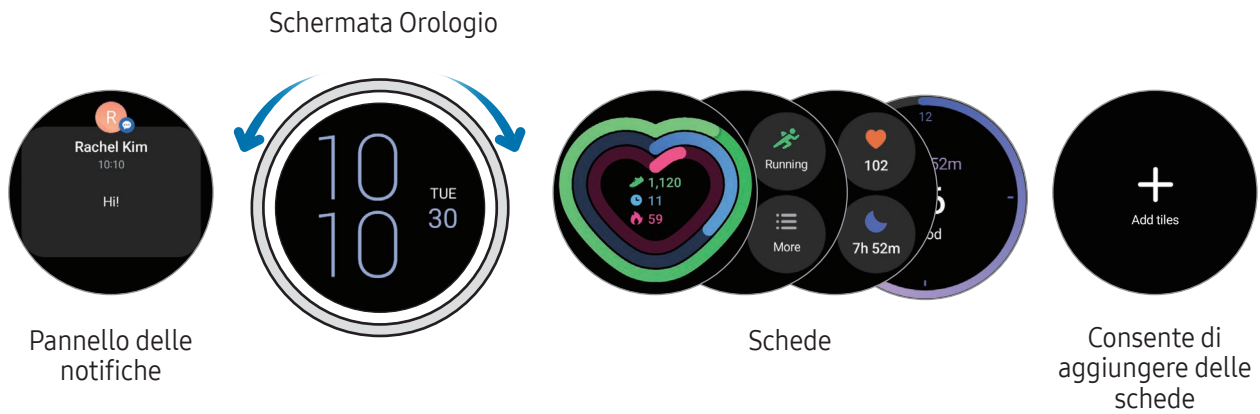 Schermata Orologio
R
Rachel Kim
10:10
Hi!
10
10
TUE
30
1,120
11
59
Running
More
102
7h 52m
12
52m
Add tiles
Pannello delle
notifiche
Schede
Consente di
aggiungere delle
schede